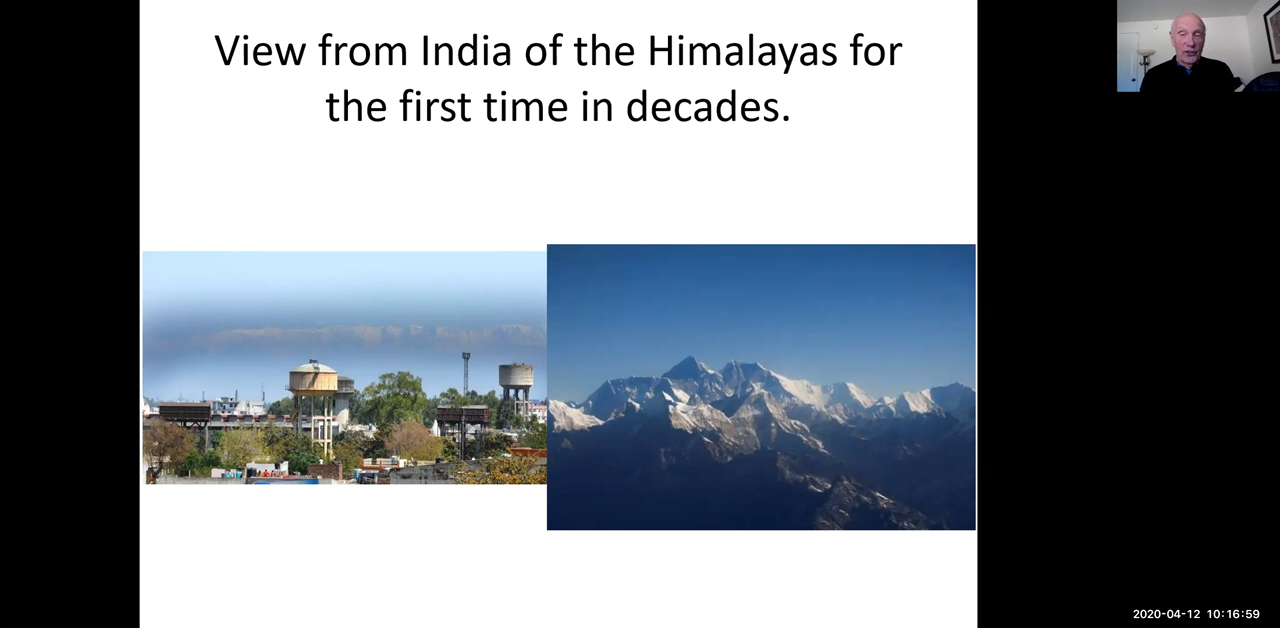 View from India of the Himalayas for
the first time in decades.
2020-04-12 10:16:59